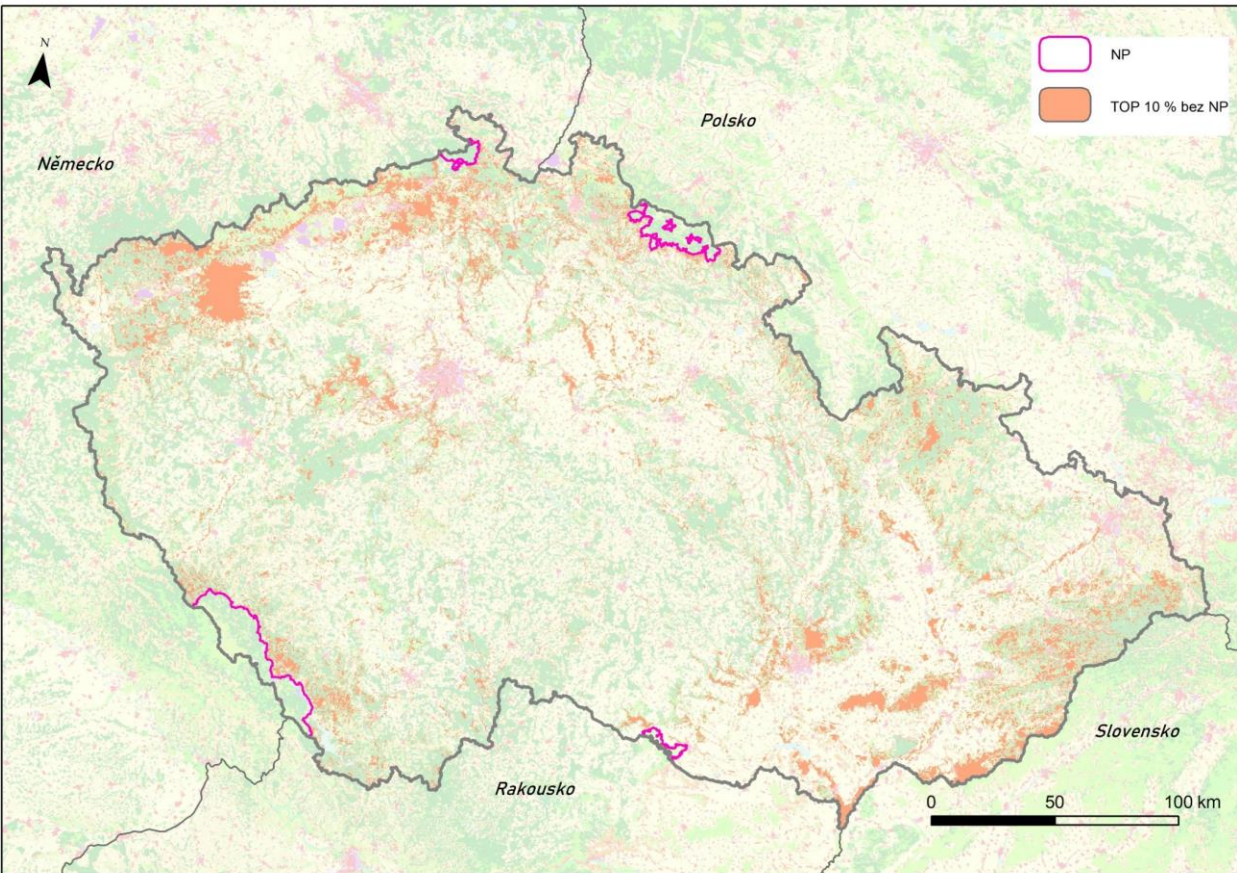 N
NP
TOP 10 % bez NP
Polsko
Německo
Slovensko
Rakousko
0 50 100 km